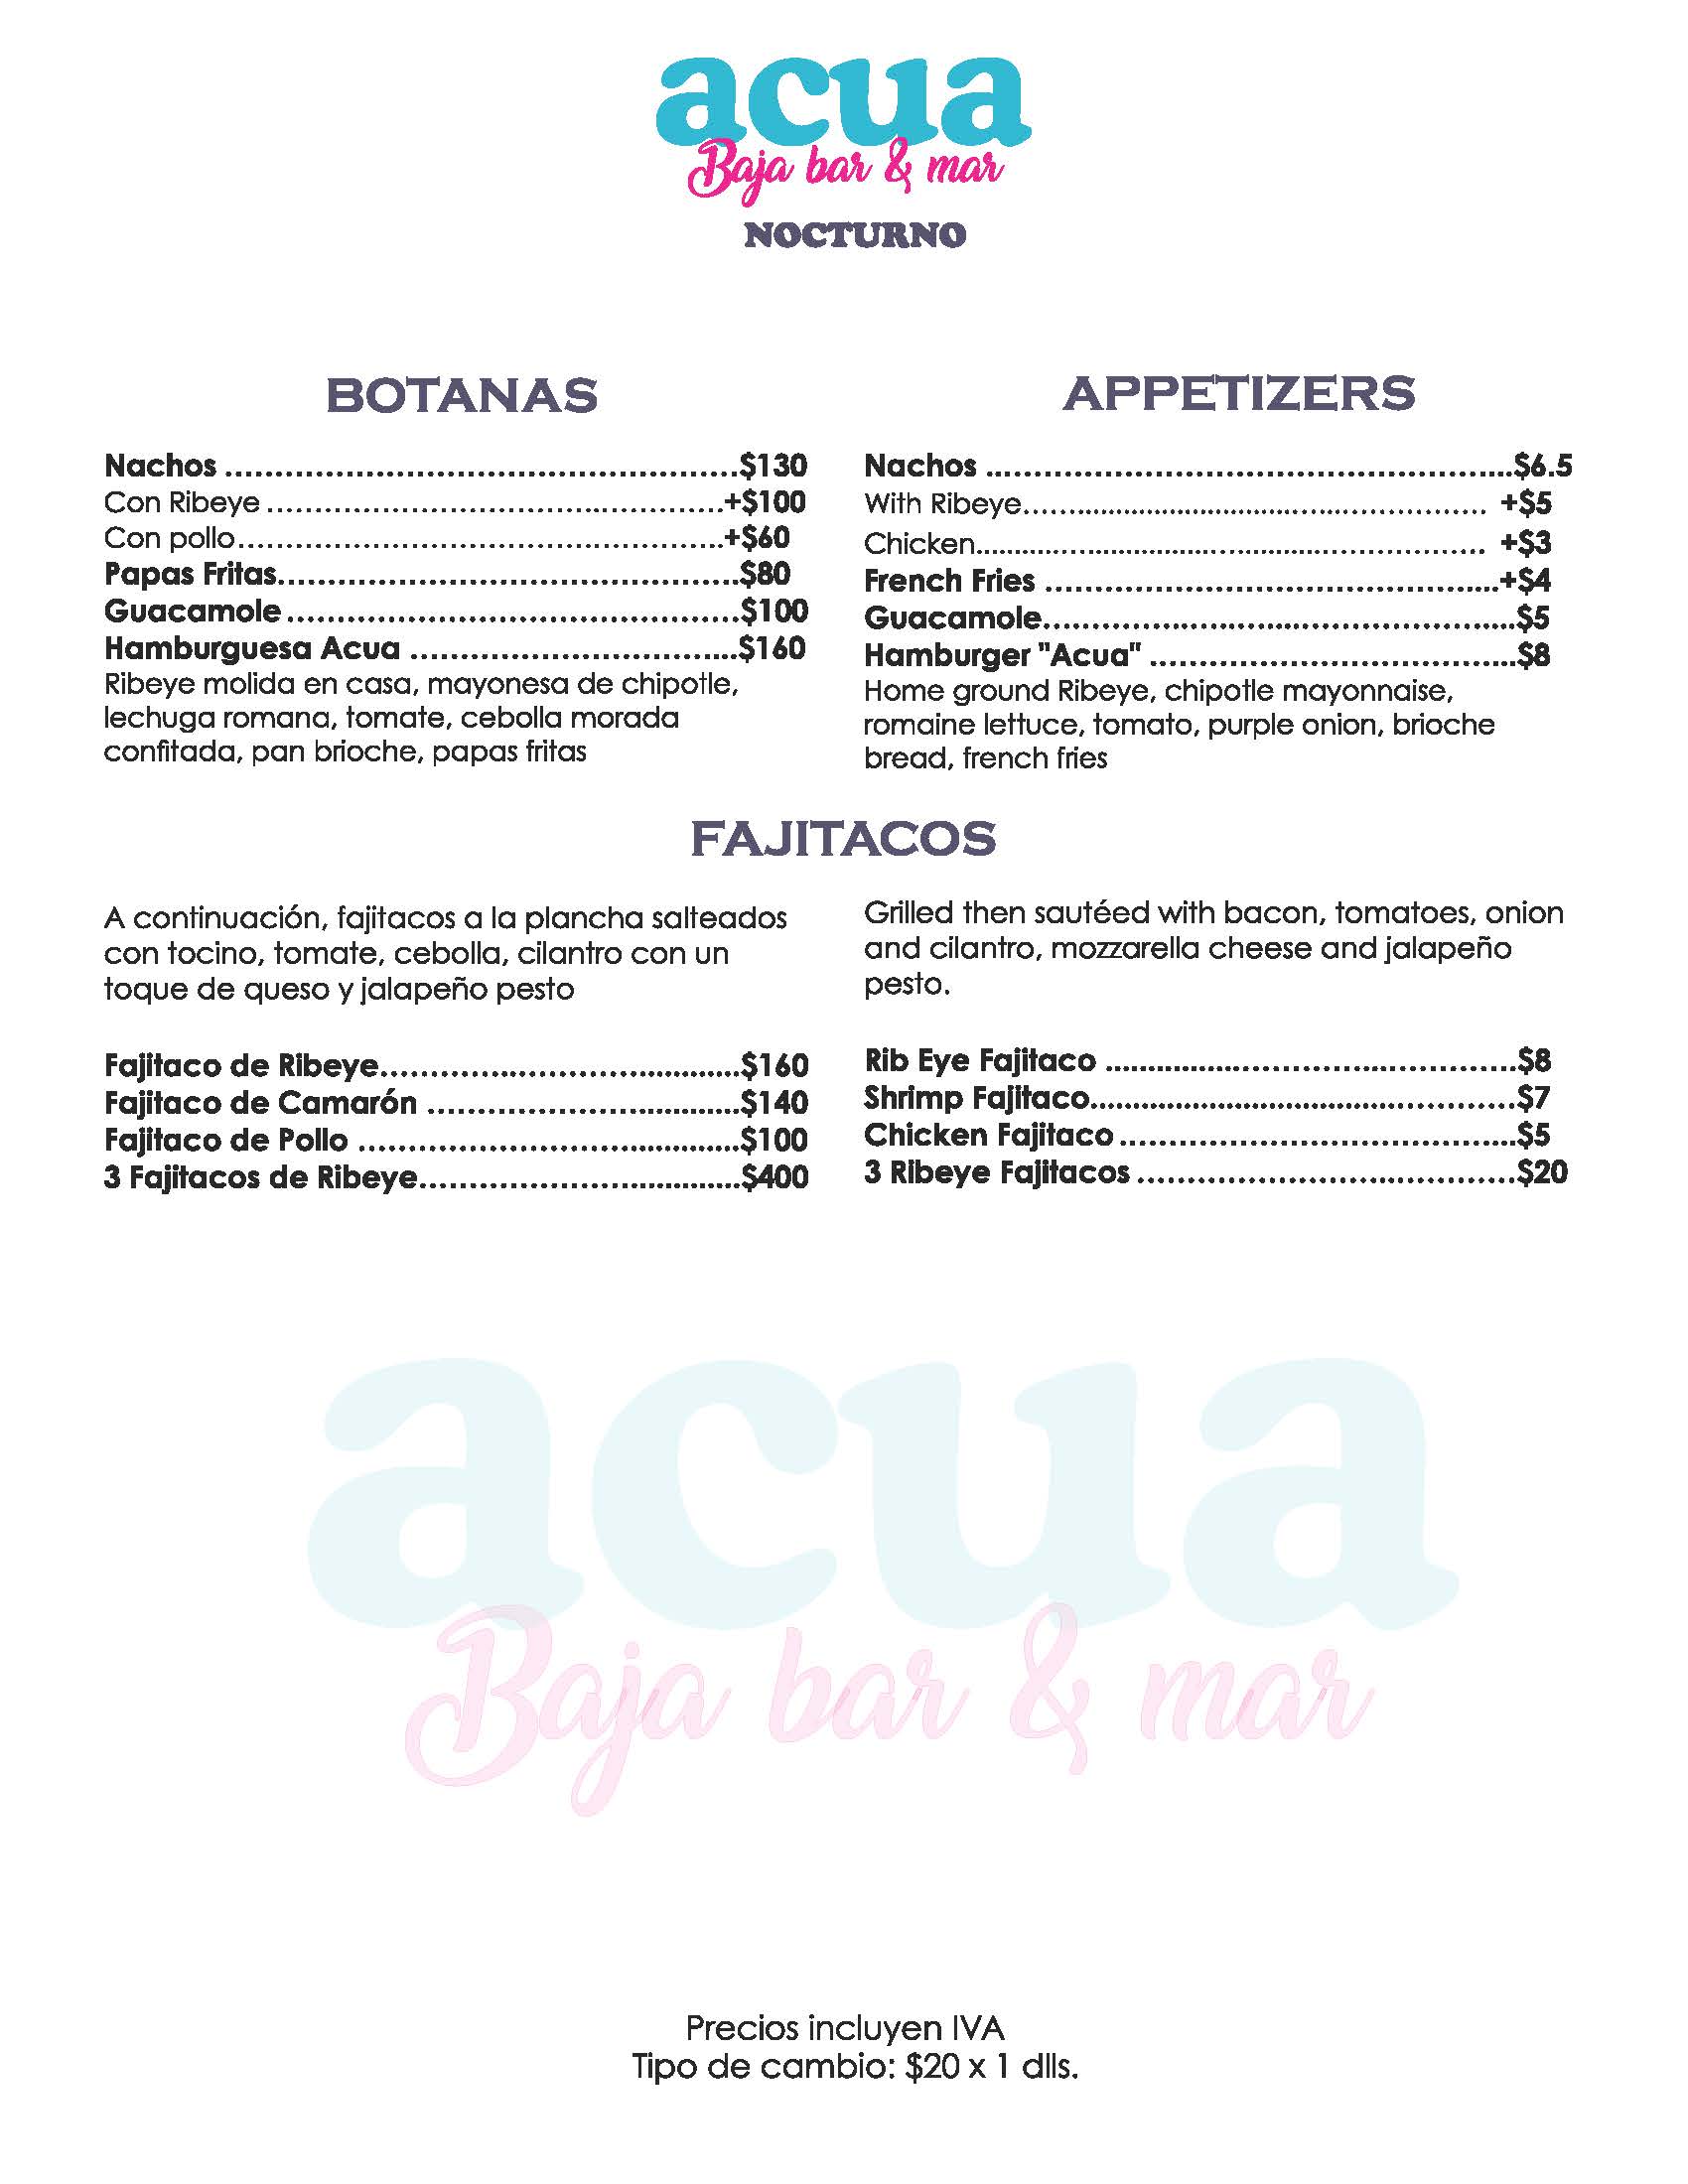 acua
Baja bar & mar
NOCTURNO
BOTANAS
Nachos ....................................................$130
Con Ribeye ...............................................+$100
Con pollo..................................................+$60
Papas Fritas...............................................$80
Guacamole..............................................$100
Hamburguesa Acua .................................$160
Ribeye molida en casa, mayonesa de chipotle,
lechuga romana, tomate, cebolla morada
confitada, pan brioche, papas fritas
APPETIZERS
Nachos .....................................................$6.5
With Ribeye................................................ +$5
Chicken..................................................... +$3
French Fries ..............................................+$4
Guacamole................................................$5
Hamburger "Acua" .....................................$8
Home ground Ribeye, chipotle mayonnaise,
romaine lettuce, tomato, purple onion, brioche
bread, french fries
FAJITACOS
A continuación, fajitacos a la plancha salteados
con tocino, tomate, cebolla, cilantro con un
toque de queso y jalapeño pesto
Fajitaco de Ribeye.....................................$160
Fajitaco de Camarón ................................$140
Fajitaco de Pollo .......................................$100
3 Fajitacos de Ribeye.................................$400
Grilled then sautéed with bacon, tomatoes, onion
and cilantro, mozzarella cheese and jalapeño
pesto.
Rib Eye Fajitaco ..........................................$8
Shrimp Fajitaco...........................................$7
Chicken Fajitaco........................................$5
3 Ribeye Fajitacos ......................................$20
acua
Baja bar & mar
Precios incluyen IVA
Tipo de cambio: $20 x 1 dlls.